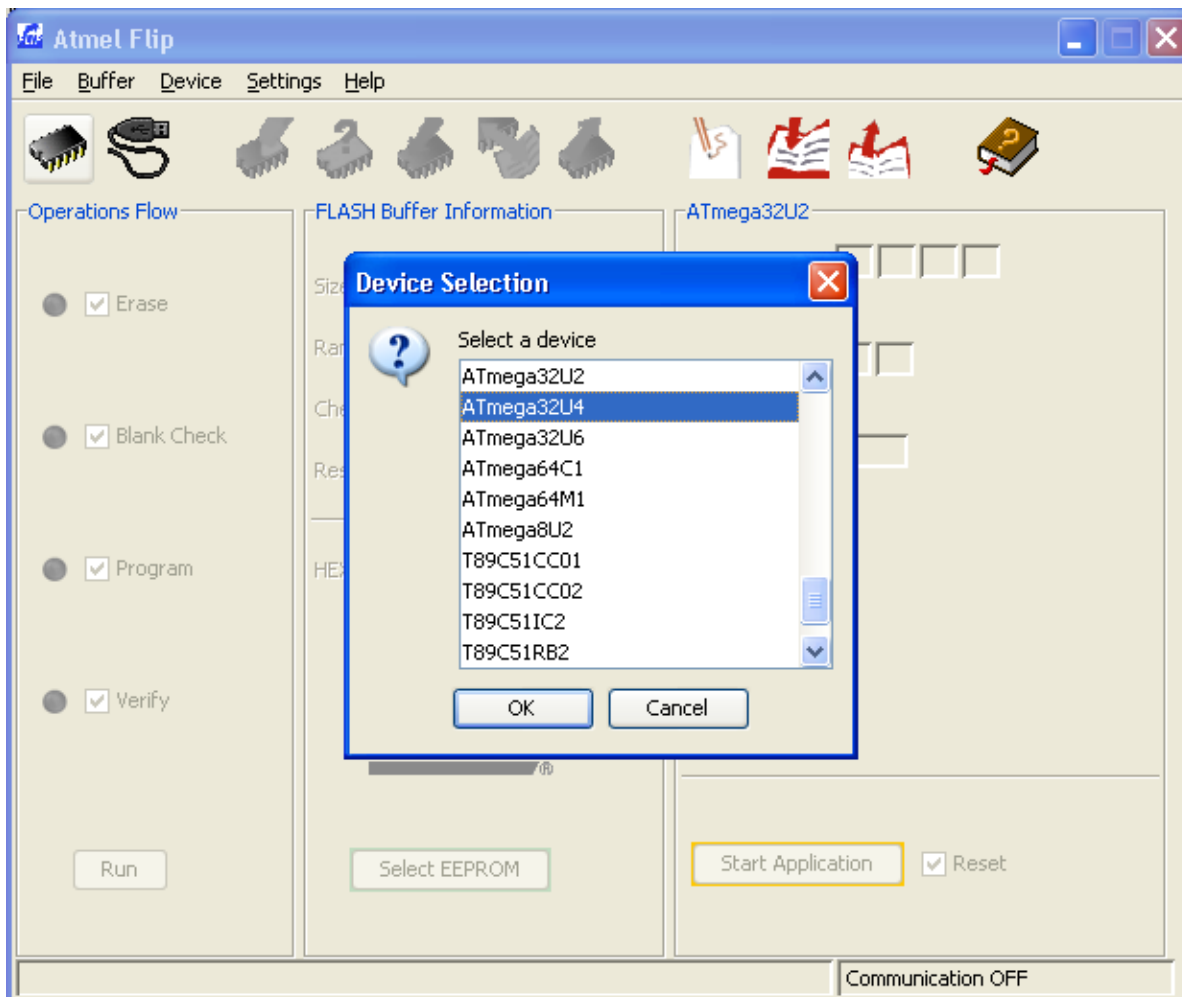 Atmel Flip
File Buffer Device Settings Help
Operations Flow
FLASH Buffer Information
ATmega32U2
Erase
Blank Check
Program
Verify
Run
Select EEPROM
Start Application
Reset
Device Selection
Select a device
ATmega32U2
ATmega32U4
ATmega32U6
ATmega64C1
ATmega64M1
ATmega8U2
T89C51CC01
T89C51CC02
T89C51IC2
T89C51RB2
OK
Cancel
®
Communication OFF